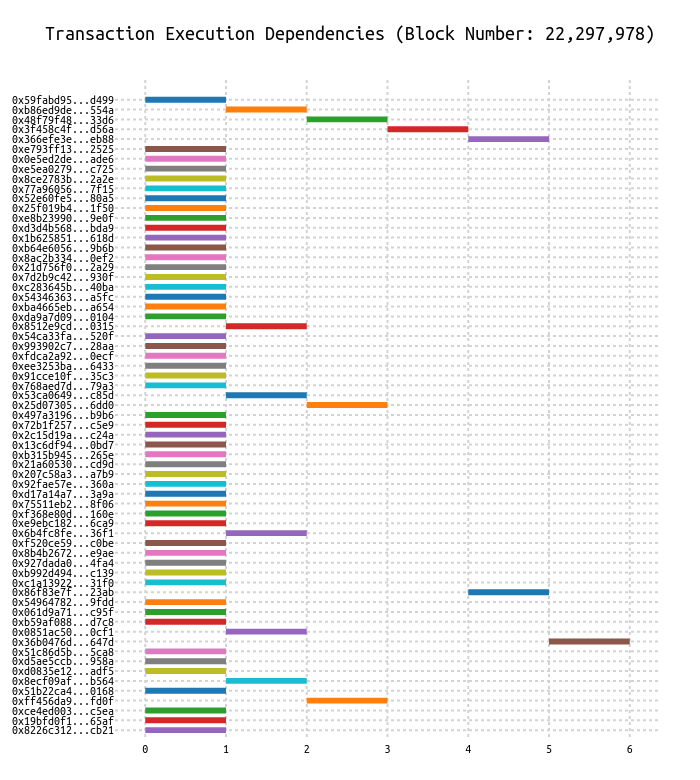 Transaction Execution Dependencies (Block Number: 22,297,978)
0x59fabd95...d499
0xb86ed9de...554a
0x48f79f48...33d6
0x3f458c4f...d56a
0x366efe3e...eb88
0xe793ff13...2525
0x0e5ed2de...ade6
0xe5ea0279...c725
0x8ce2783b...2a2e
0x77a96056...7f15
0x52e60fe5...80a5
0x25f019b4...1f50
0xe8b23990...9e0f
0xd3d4b568...bda9
0x1b625851...618d
0xb64e6056...9b6b
0x8ac2b334...0ef2
0x21d756f0...2a29
0x7d2b9c42...930f
0xc283645b...40ba
0x54346363...a5fc
0xba4665eb...a654
0xda9a7d09...0104
0x8512e9cd...0315
0x54ca33fa...520f
0x993902c7...28aa
0xfdca2a92...0ecf
0xee3253ba...6433
0x91cce10f...35c3
0x768aed7d...79a3
0x53ca0649...c85d
0x25d07305...6dd0
0x497a3196...b9b6
0x72b1f257...c5e9
0x2c15d19a...c24a
0x13c6df94...0bd7
0xb315b945...265e
0x21a60530...cd9d
0x207c58a3...a7b9
0x92fae57e...360a
0xd17a14a7...3a9a
0x75511eb2...8f06
0xf368e80d...160e
0xe9ebc182...6ca9
0x6b4fc8fe...36f1
0xf520ce59...c0be
0x8b4b2672...e9ae
0x927dada0...4fa4
0xb992d494...c139
0xc1a13922...31f0
0x86f83e7f...23ab
0x54964782...9fdd
0x061d9a71...c95f
0xb59af088...d7c8
0x0851ac50...0cf1
0x36b0476d...647d
0x51c86d5b...5ca8
0xd5ae5ccb...958a
0xd0835e12...adf5
0x8ecf09af...b564
0x51b22ca4...0168
0xff456da9...fd0f
0xce4ed003...c5ea
0x19bfd0f1...65af
0x8226c312...cb21
0 1 2 3 4 5 6